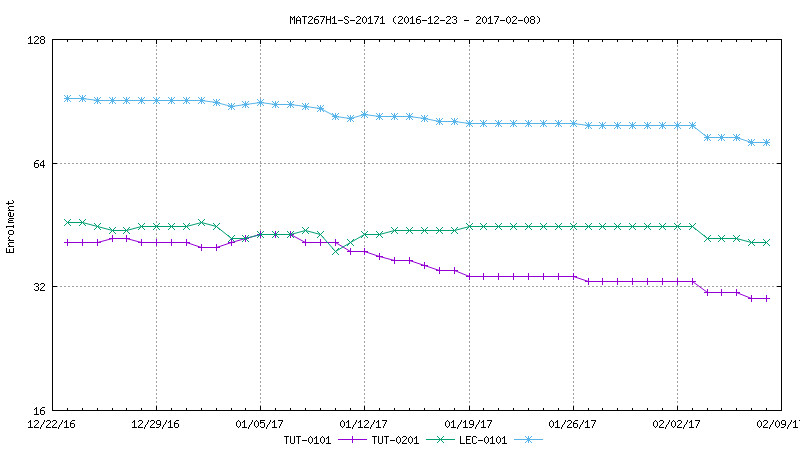 MAT267H1-S-20171 (2016-12-23 - 2017-02-08)
128
64
32
16
Enrolment
12/22/16 12/29/16 01/05/17 01/12/17 01/19/17 01/26/17 02/02/17 02/09/17
TUT-0101 TUT-0201 LEC-0101